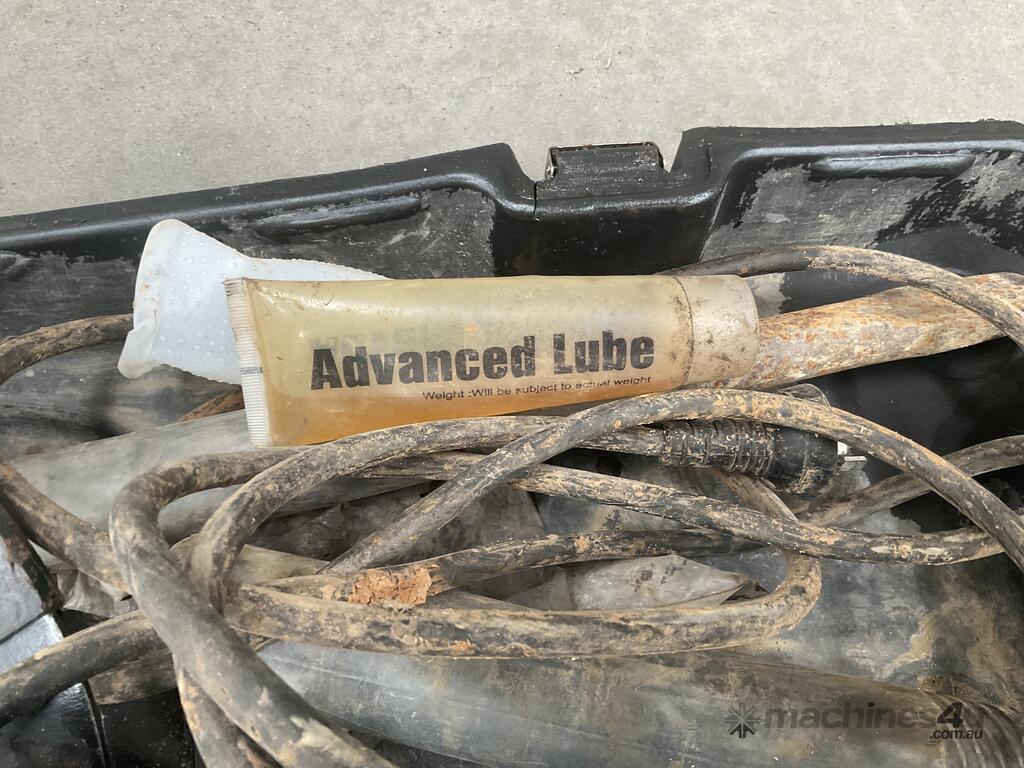 Advanced Lube
Weight :Will be subject to actual weight
machines4u
.com.au